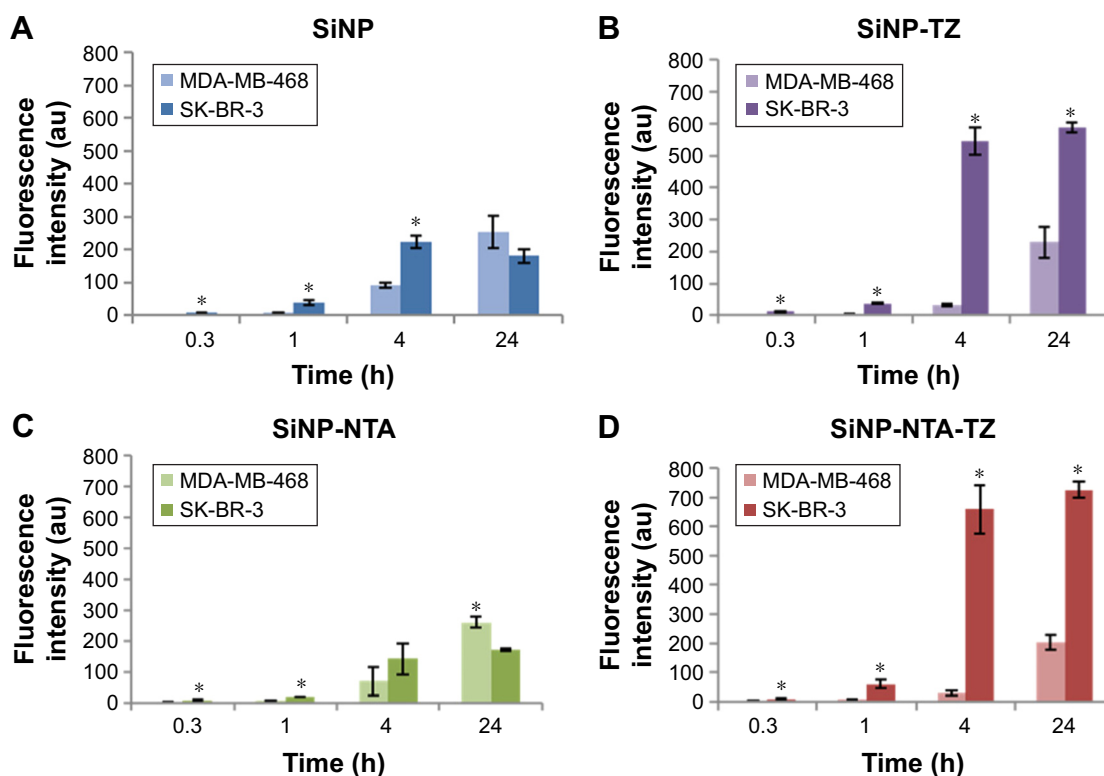 A
SiNP
800
700
600
500
400
300
200
100
0
Fluorescence
intensity (au)
MDA-MB-468
SK-BR-3
*
*
*
0.3 1 4 24
Time (h)
B
SiNP-TZ
800
700
600
500
400
300
200
100
0
Fluorescence
intensity (au)
MDA-MB-468
SK-BR-3
*
*
*
*
0.3 1 4 24
Time (h)
C
SiNP-NTA
800
700
600
500
400
300
200
100
0
Fluorescence
intensity (au)
MDA-MB-468
SK-BR-3
*
*
*
0.3 1 4 24
Time (h)
D
SiNP-NTA-TZ
800
700
600
500
400
300
200
100
0
Fluorescence
intensity (au)
MDA-MB-468
SK-BR-3
*
*
*
*
0.3 1 4 24
Time (h)